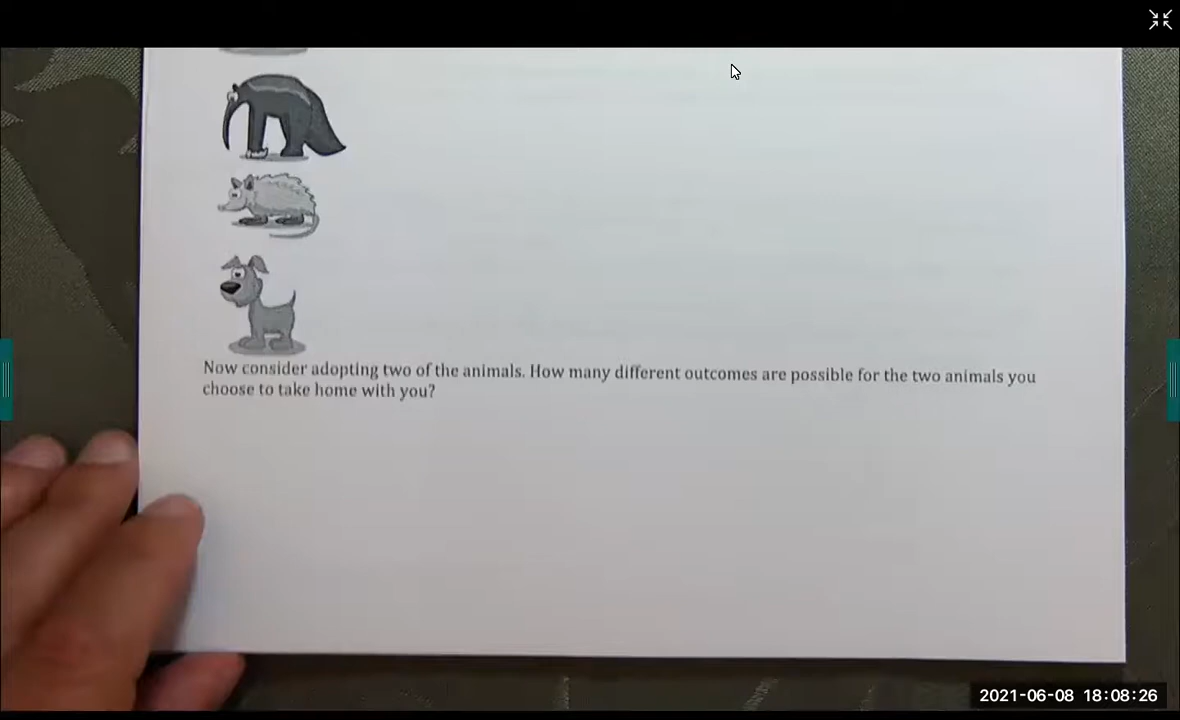 Now consider adopting two of the animals. How many different outcomes are possible for the two animals you
choose to take home with you?
2021-06-08 18:08:26